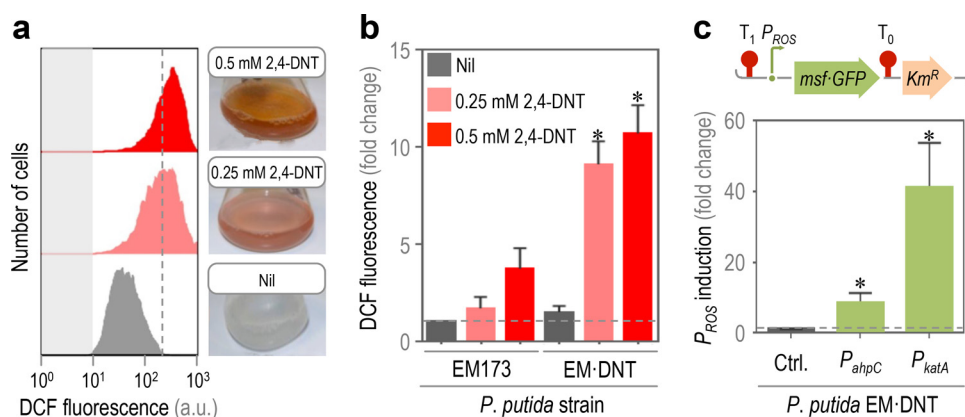 a
Number of cells
0.5 mM 2,4-DNT
0.25 mM 2,4-DNT
Nil
10⁰ 10¹ 10² 10³
DCF fluorescence (a.u.)
b
DCF fluorescence (fold change)
15
10
5
0
Nil
0.25 mM 2,4-DNT
0.5 mM 2,4-DNT
* *
EM173 EM·DNT
P. putida strain
c
T₁ P_ROS T₀
msf·GFP Km^R
P_ROS induction (fold change)
60
40
20
0
* *
Ctrl. P_ahpC P_katA
P. putida EM·DNT